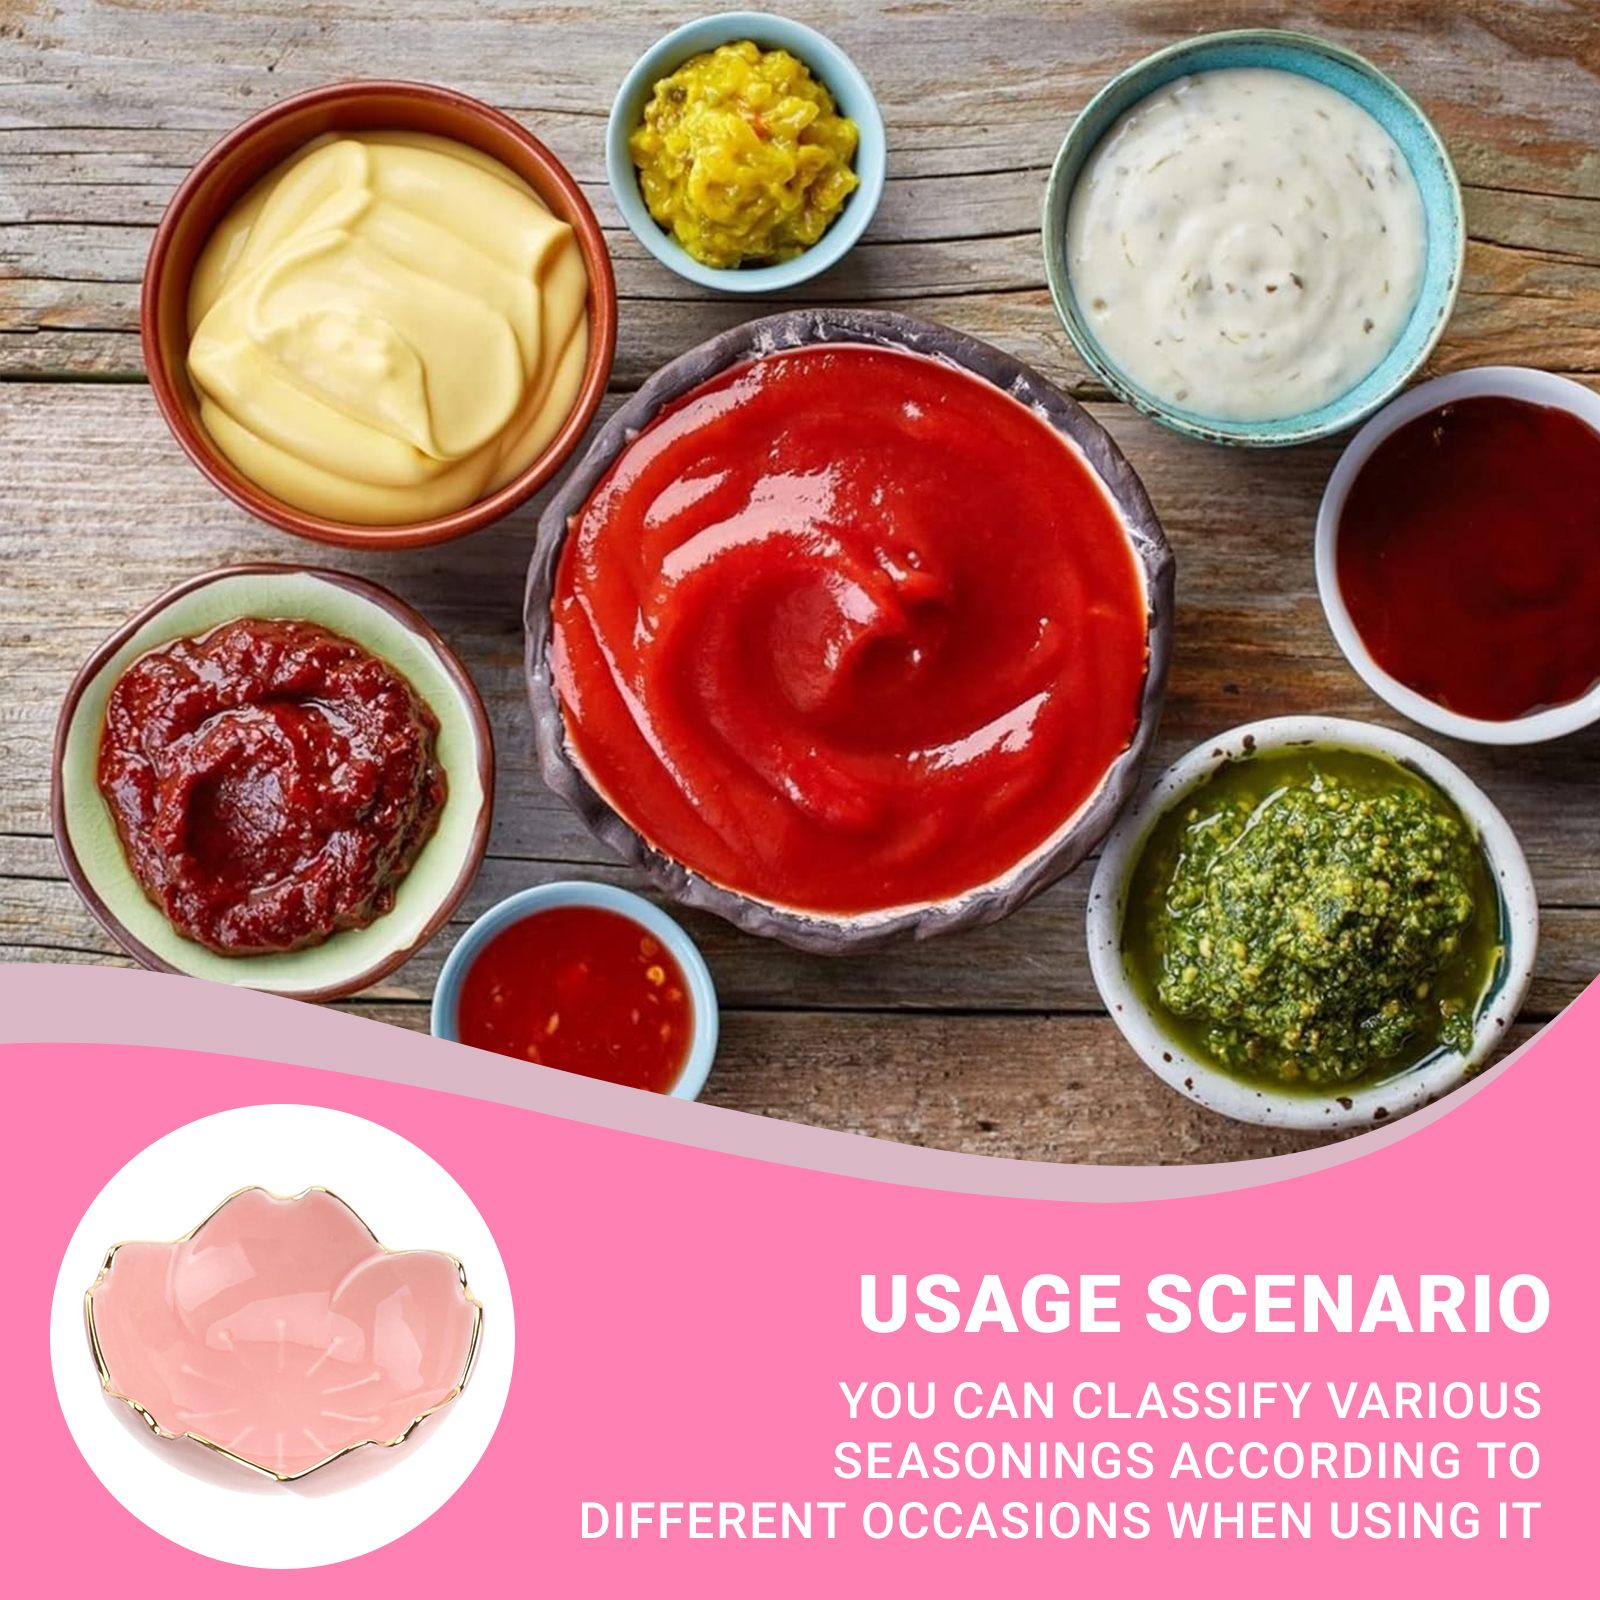 USAGE SCENARIO
YOU CAN CLASSIFY VARIOUS
SEASONINGS ACCORDING TO
DIFFERENT OCCASIONS WHEN USING IT